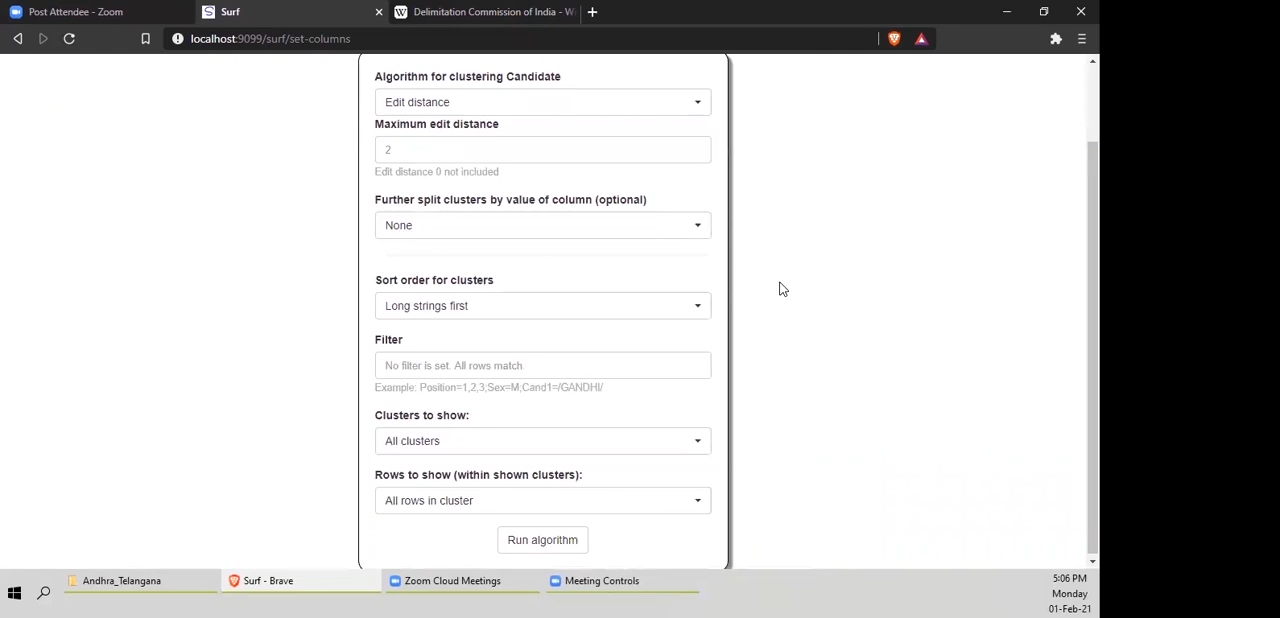 Post Attendee - Zoom
Surf
Delimitation Commission of India - Wi
localhost:9099/surf/set-columns
Algorithm for clustering Candidate
Edit distance
Maximum edit distance
2
Edit distance 0 not included
Further split clusters by value of column (optional)
None
Sort order for clusters
Long strings first
Filter
No filter is set. All rows match.
Example: Position=1,2,3;Sex=M;Cand1=/GANDHI/
Clusters to show:
All clusters
Rows to show (within shown clusters):
All rows in cluster
Run algorithm
Andhra_Telangana
Surf - Brave
Zoom Cloud Meetings
Meeting Controls
5:06 PM
Monday
01-Feb-21